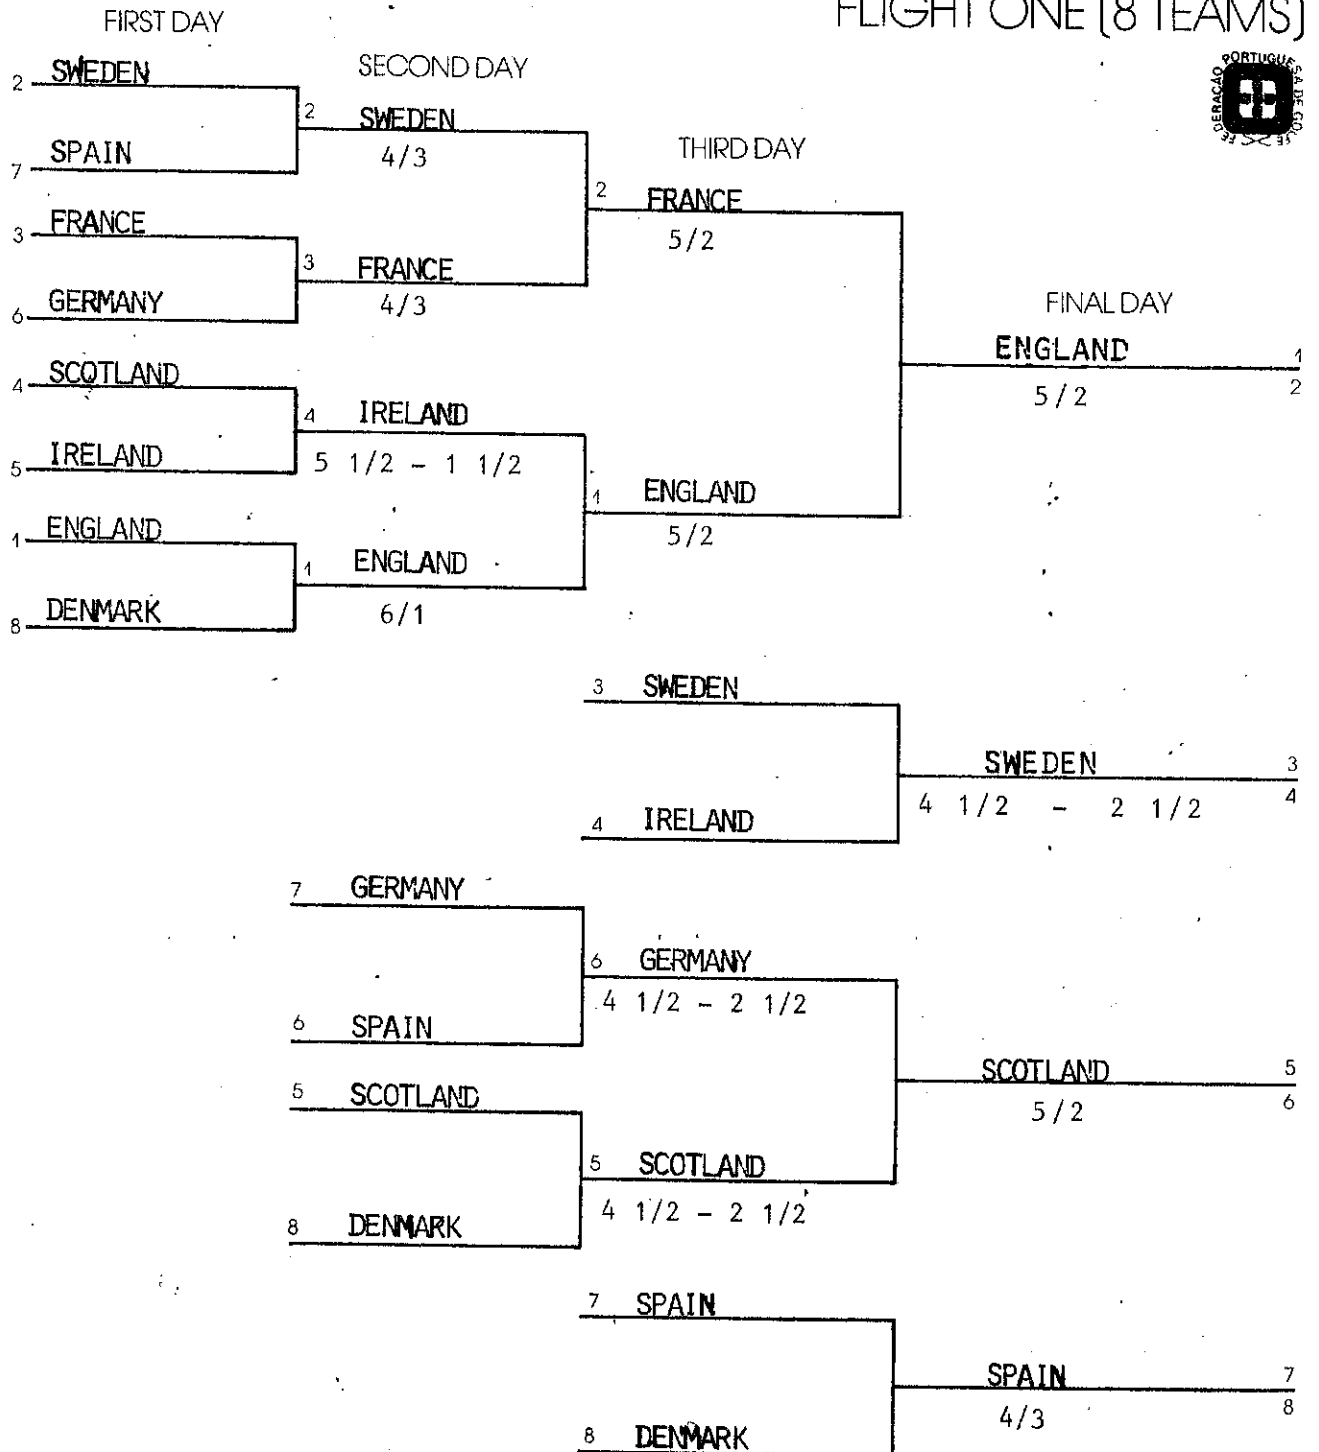 FLIGHT ONE (8 TEAMS)
FIRST DAY
SECOND DAY
THIRD DAY
FINAL DAY
FEDERAÇÃO PORTUGUESA DE GOLFE
2 SWEDEN
7 SPAIN
3 FRANCE
6 GERMANY
4 SCOTLAND
5 IRELAND
1 ENGLAND
8 DENMARK
2 SWEDEN
4/3
3 FRANCE
4/3
4 IRELAND
5 1/2 - 1 1/2
1 ENGLAND
6/1
2 FRANCE
5/2
1 ENGLAND
5/2
ENGLAND 1
5/2 2
3 SWEDEN
4 IRELAND
SWEDEN 3
4 1/2 - 2 1/2 4
7 GERMANY
6 SPAIN
5 SCOTLAND
8 DENMARK
6 GERMANY
4 1/2 - 2 1/2
5 SCOTLAND
4 1/2 - 2 1/2
SCOTLAND 5
5/2 6
7 SPAIN
8 DENMARK
SPAIN 7
4/3 8